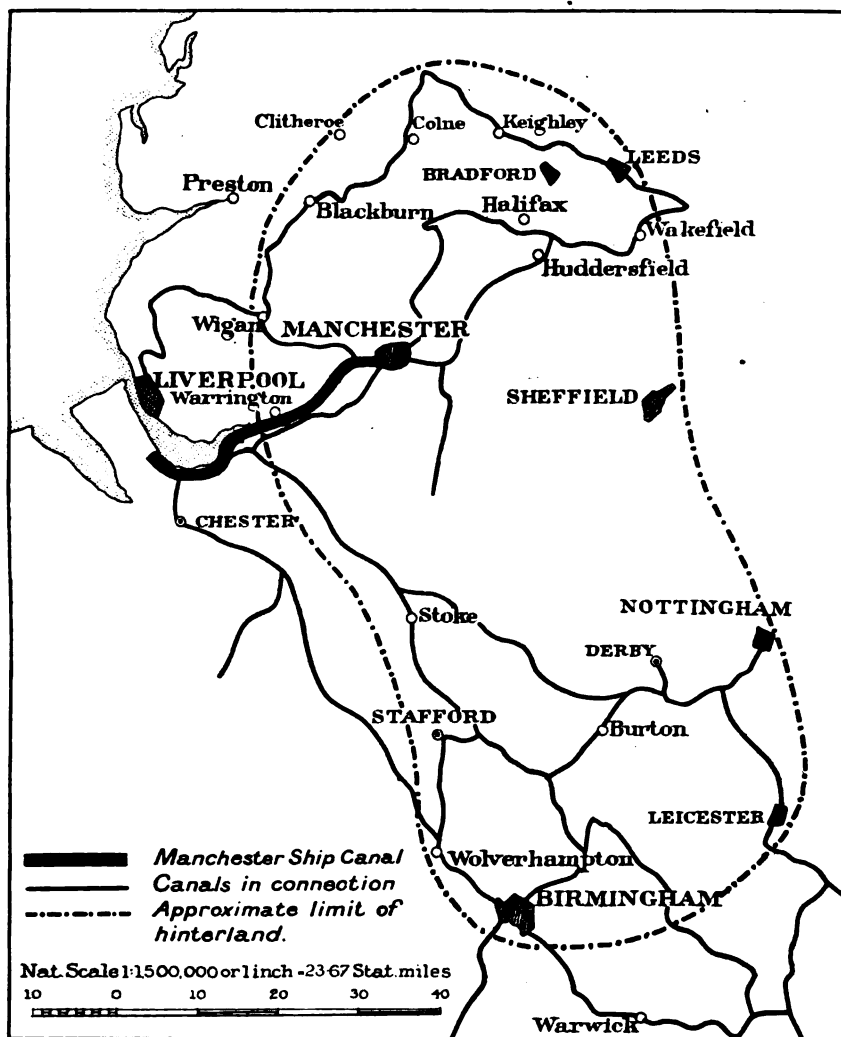 Clitheroe
Colne
Keighley
LEEDS
BRADFORD
Preston
Blackburn
Halifax
Wakefield
Huddersfield
Wigan
MANCHESTER
LIVERPOOL
Warrington
SHEFFIELD
CHESTER
Stoke
NOTTINGHAM
DERBY
STAFFORD
Burton
LEICESTER
Wolverhampton
BIRMINGHAM
Warwick
Manchester Ship Canal
Canals in connection
Approximate limit of
hinterland.
Nat. Scale 1:1,500,000 or 1 inch = 23·67 Stat. miles
10 0 10 20 30 40